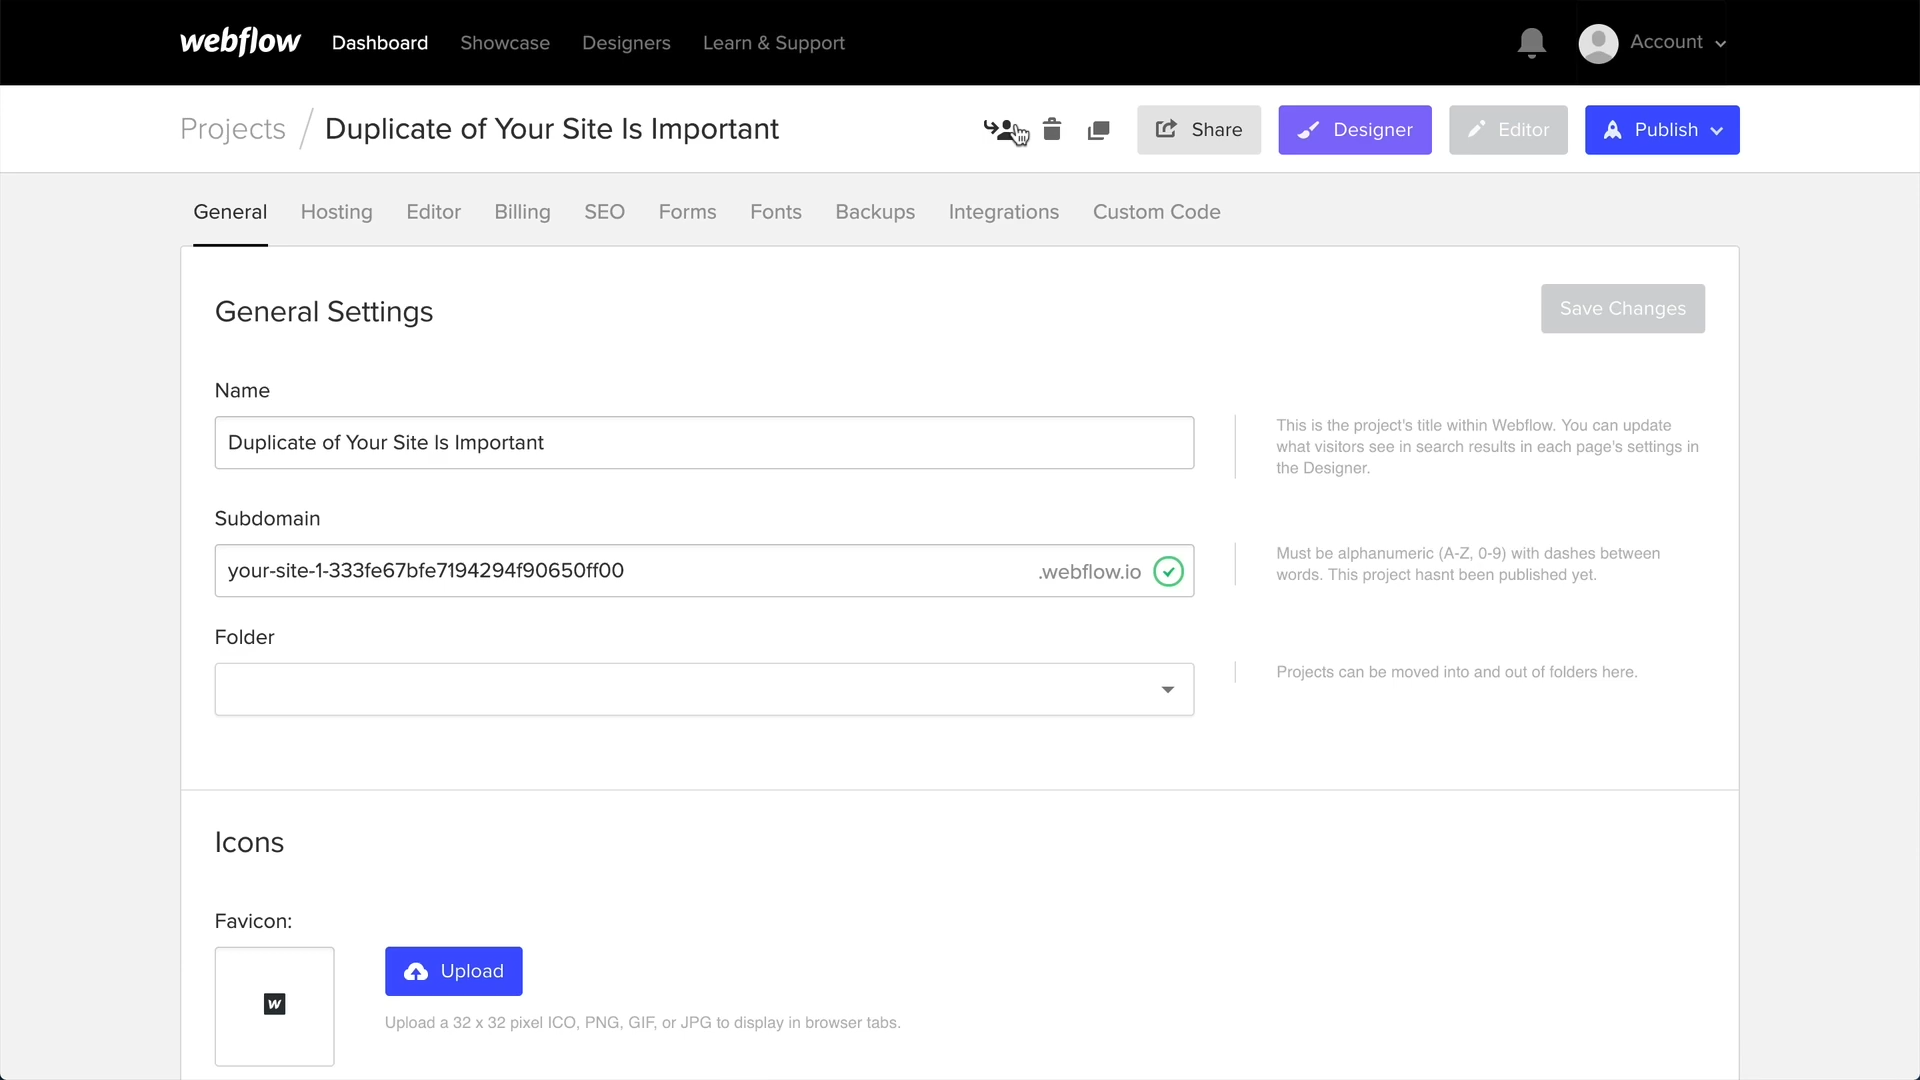 webflow Dashboard Showcase Designers Learn & Support Account
Projects / Duplicate of Your Site Is Important Share Designer Editor Publish
General Hosting Editor Billing SEO Forms Fonts Backups Integrations Custom Code
General Settings Save Changes
Name
Duplicate of Your Site Is Important
This is the project's title within Webflow. You can update
what visitors see in search results in each page's settings in
the Designer.
Subdomain
your-site-1-333fe67bfe7194294f90650ff00 .webflow.io
Must be alphanumeric (A-Z, 0-9) with dashes between
words. This project hasnt been published yet.
Folder
Projects can be moved into and out of folders here.
Icons
Favicon:
W
Upload
Upload a 32 x 32 pixel ICO, PNG, GIF, or JPG to display in browser tabs.